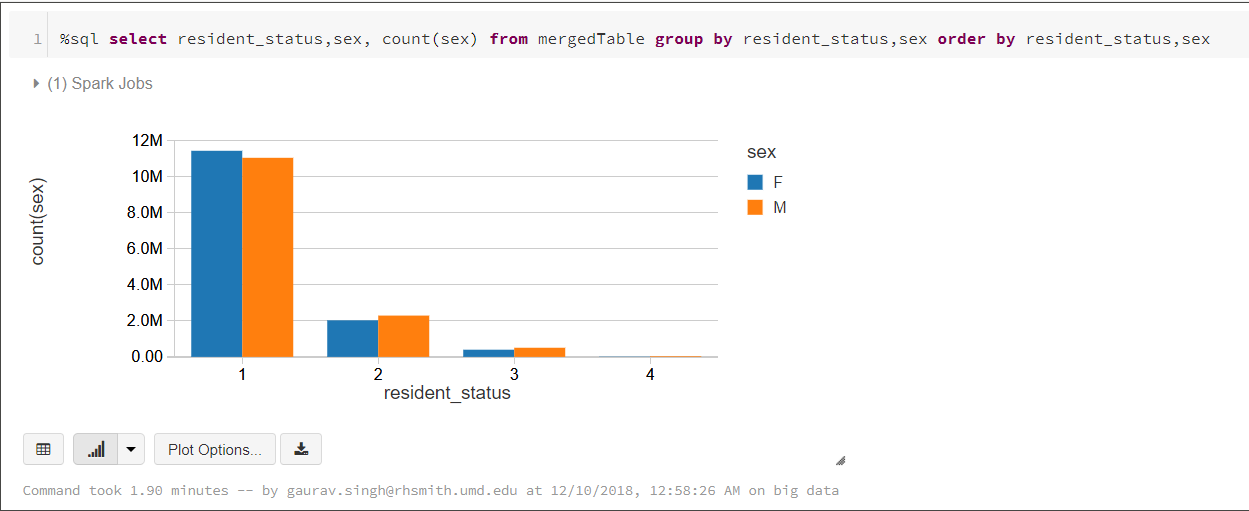 1 %sql select resident_status,sex, count(sex) from mergedTable group by resident_status,sex order by resident_status,sex
(1) Spark Jobs
12M
10M
8.0M
6.0M
4.0M
2.0M
0.00
count(sex)
1 2 3 4
resident_status
sex
F
M
Plot Options...
Command took 1.90 minutes -- by gaurav.singh@rhsmith.umd.edu at 12/10/2018, 12:58:26 AM on big data